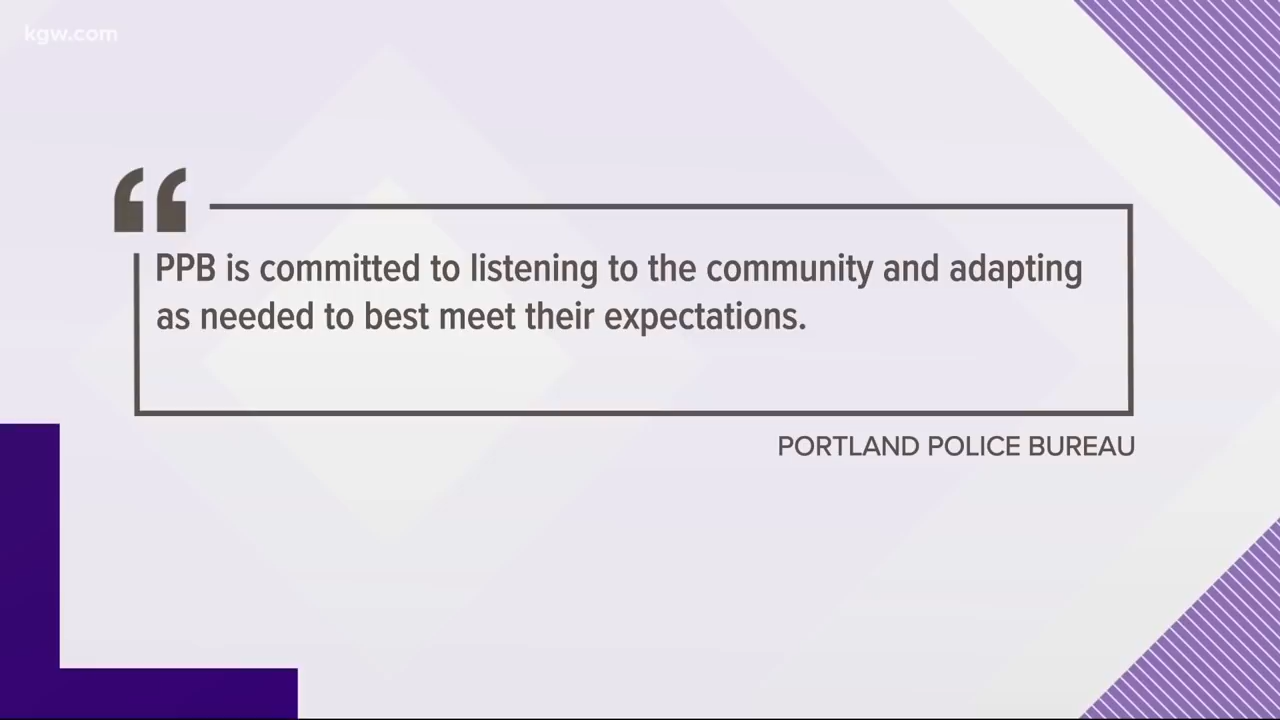 kgw.com
“
PPB is committed to listening to the community and adapting
as needed to best meet their expectations.
PORTLAND POLICE BUREAU